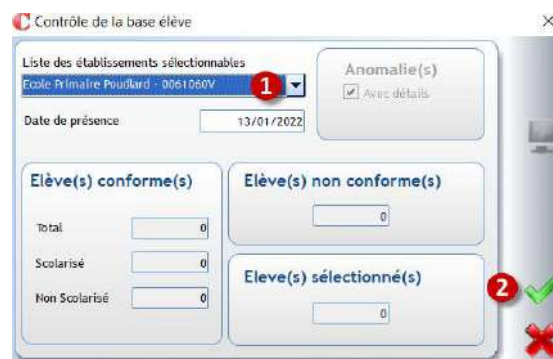 Contrôle de la base élève
Liste des établissements sélectionnables
Ecole Primaire Poudlard - 0061060V
1
Date de présence
13/01/2022
Anomalie(s)
Avec détails
Elève(s) conforme(s)
Total
0
Scolarisé
0
Non Scolarisé
0
Elève(s) non conforme(s)
0
Eleve(s) sélectionné(s)
0
2